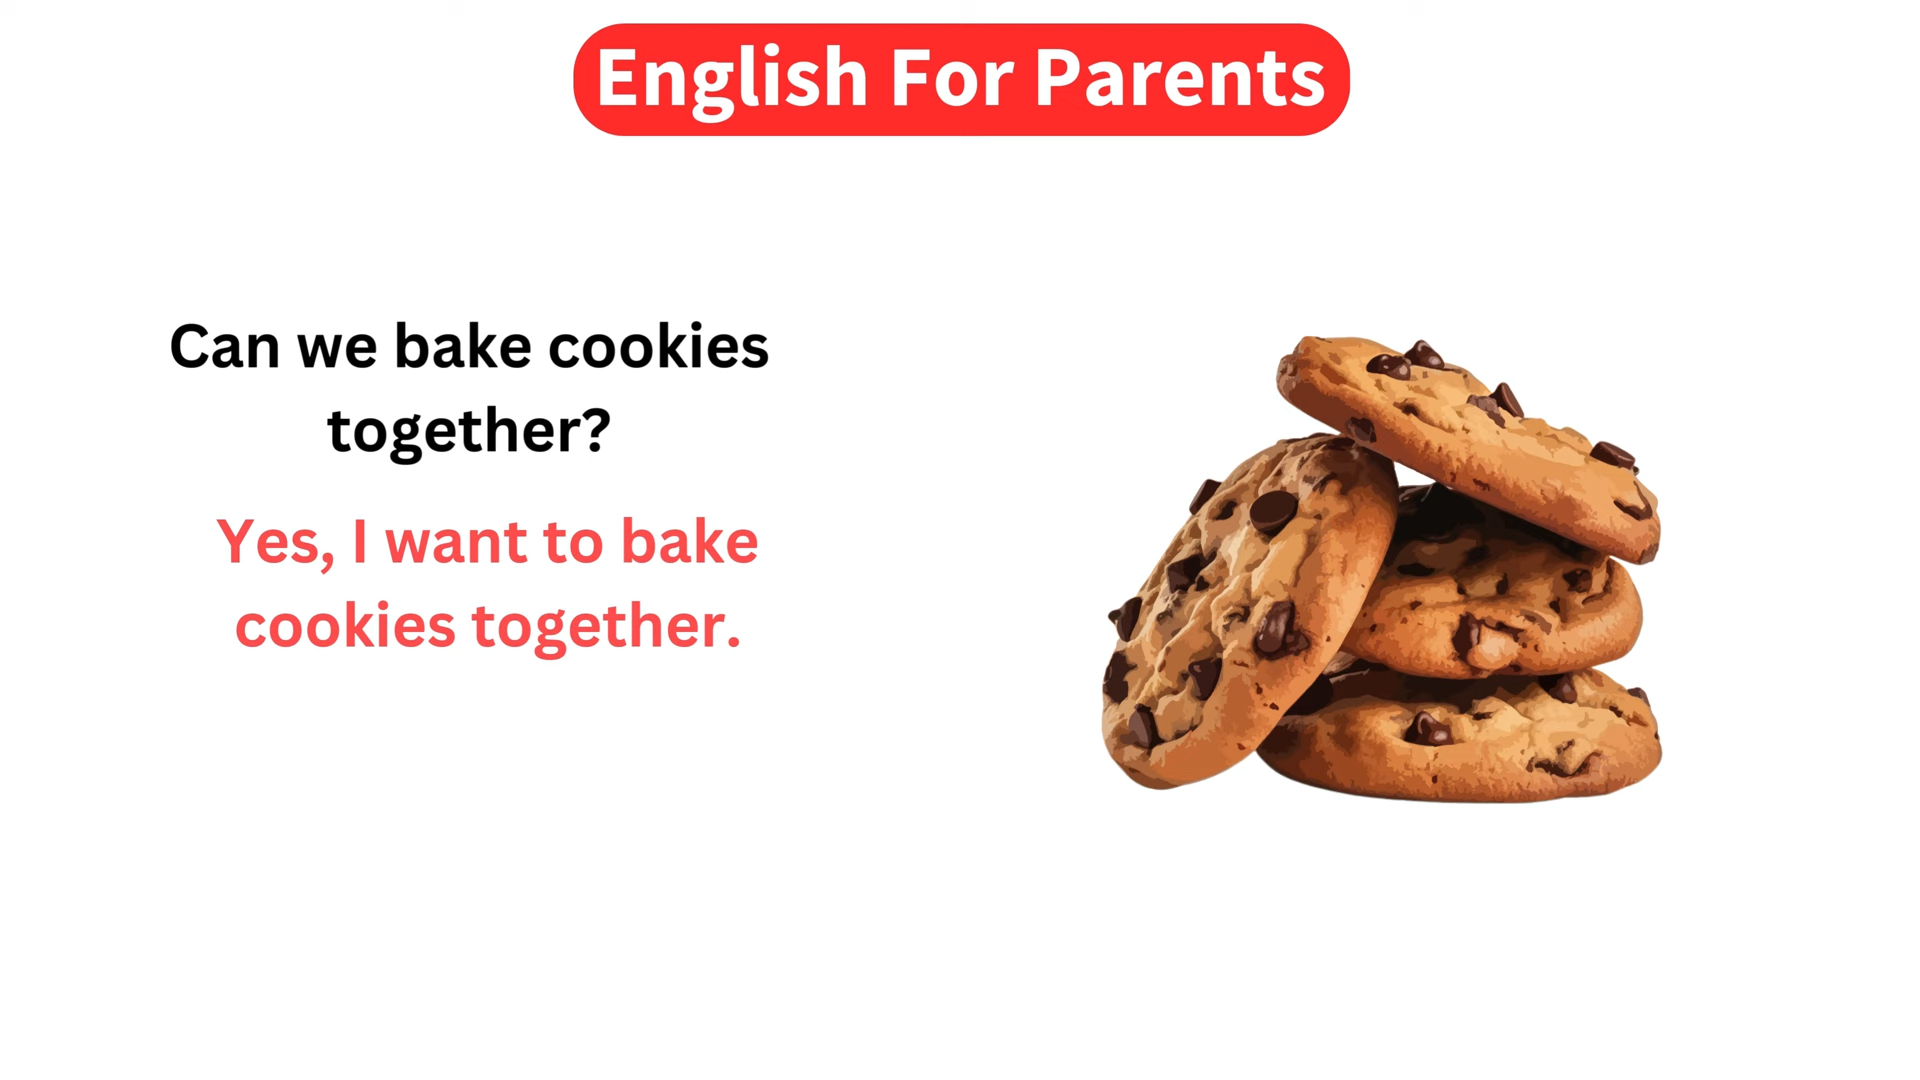 English For Parents
Can we bake cookies
together?
Yes, I want to bake
cookies together.